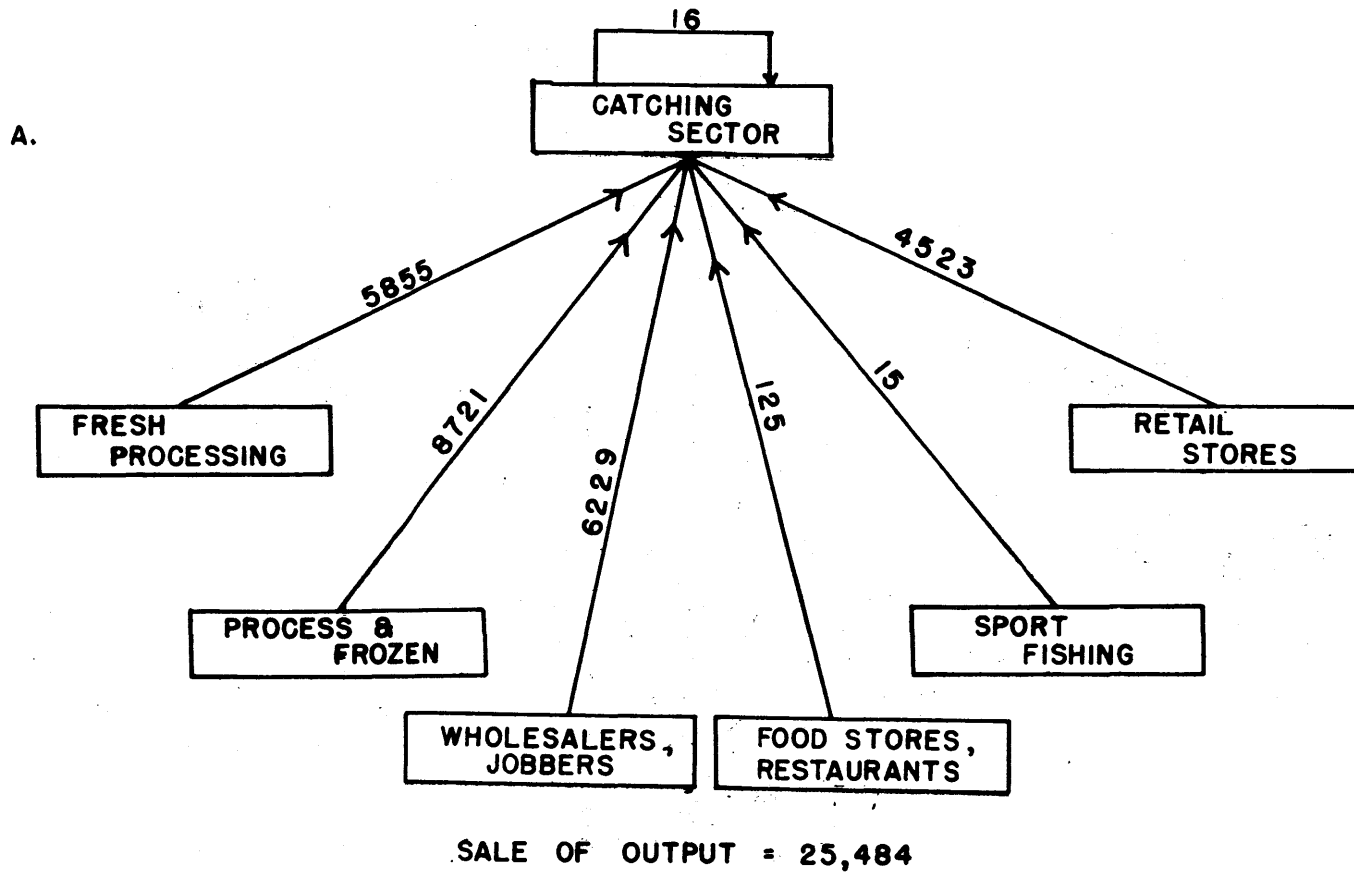 16
CATCHING
SECTOR
A.
5855
8721
6229
125
15
4523
FRESH
PROCESSING
RETAIL
STORES
PROCESS &
FROZEN
SPORT
FISHING
WHOLESALERS,
JOBBERS
FOOD STORES,
RESTAURANTS
SALE OF OUTPUT = 25,484